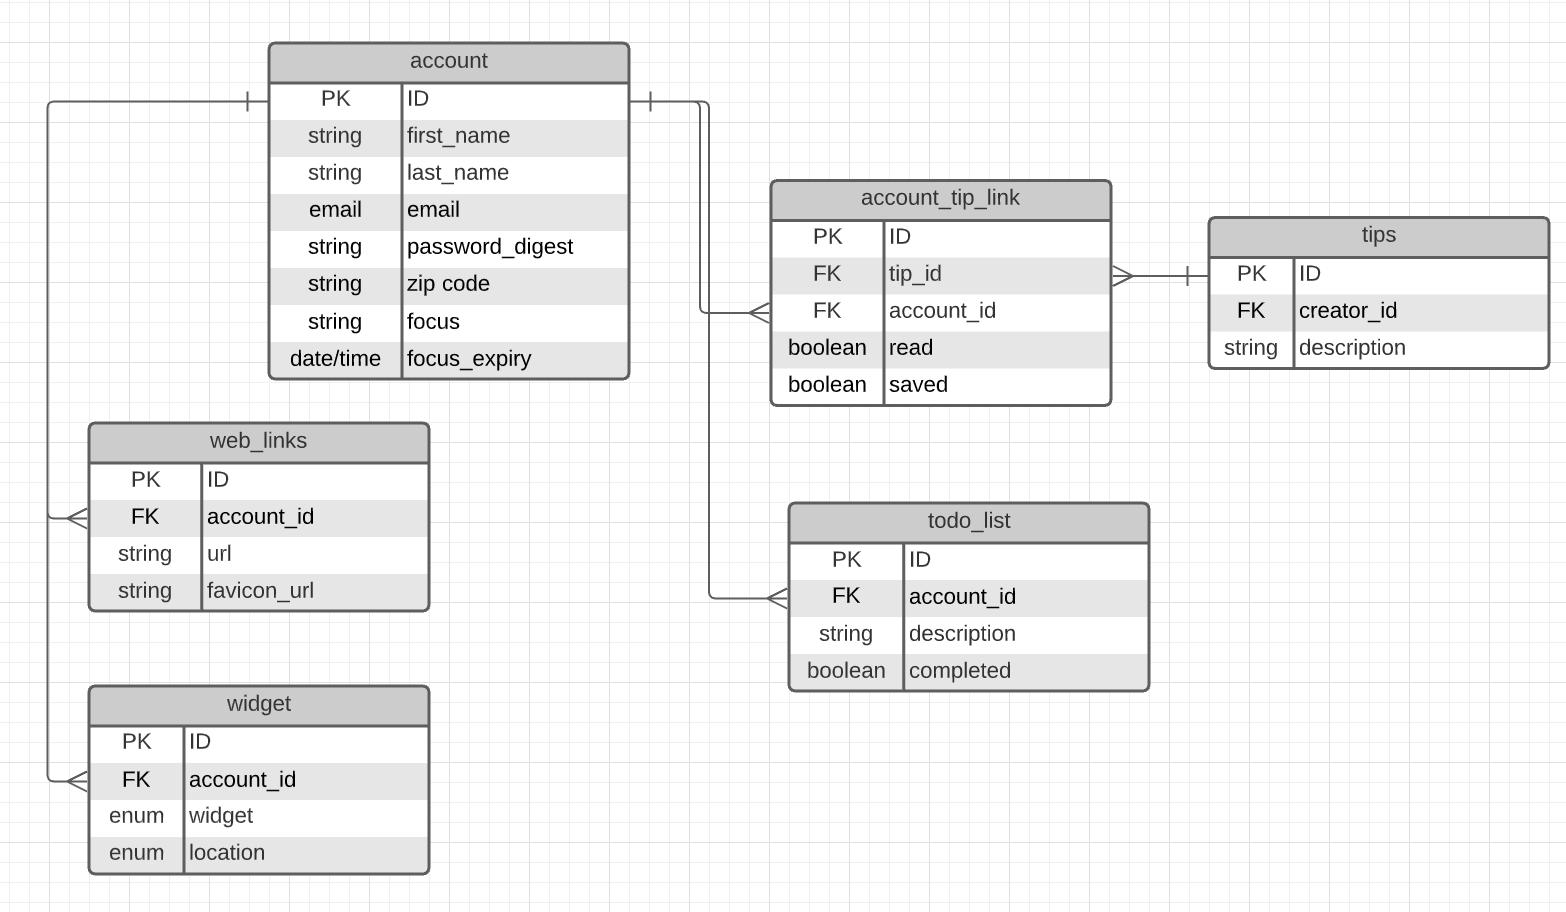 account
PK ID
string first_name
string last_name
email email
string password_digest
string zip code
string focus
date/time focus_expiry
account_tip_link
PK ID
FK tip_id
FK account_id
boolean read
boolean saved
tips
PK ID
FK creator_id
string description
web_links
PK ID
FK account_id
string url
string favicon_url
todo_list
PK ID
FK account_id
string description
boolean completed
widget
PK ID
FK account_id
enum widget
enum location